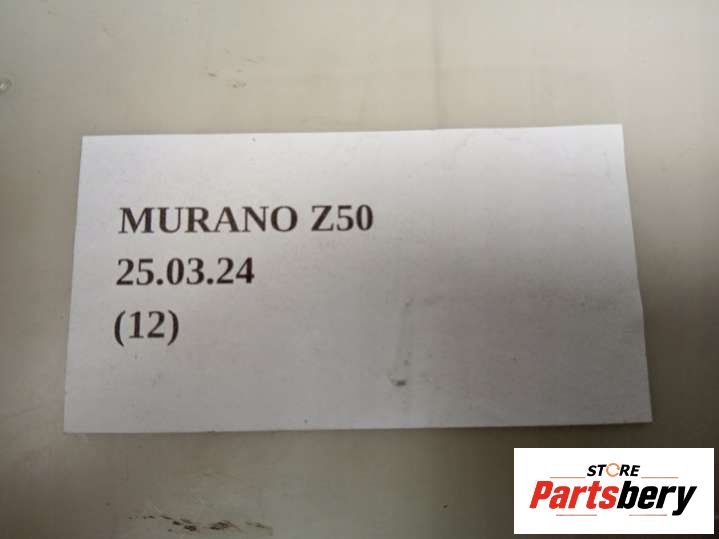 MURANO Z50
25.03.24
(12)
STORE
Partsbery